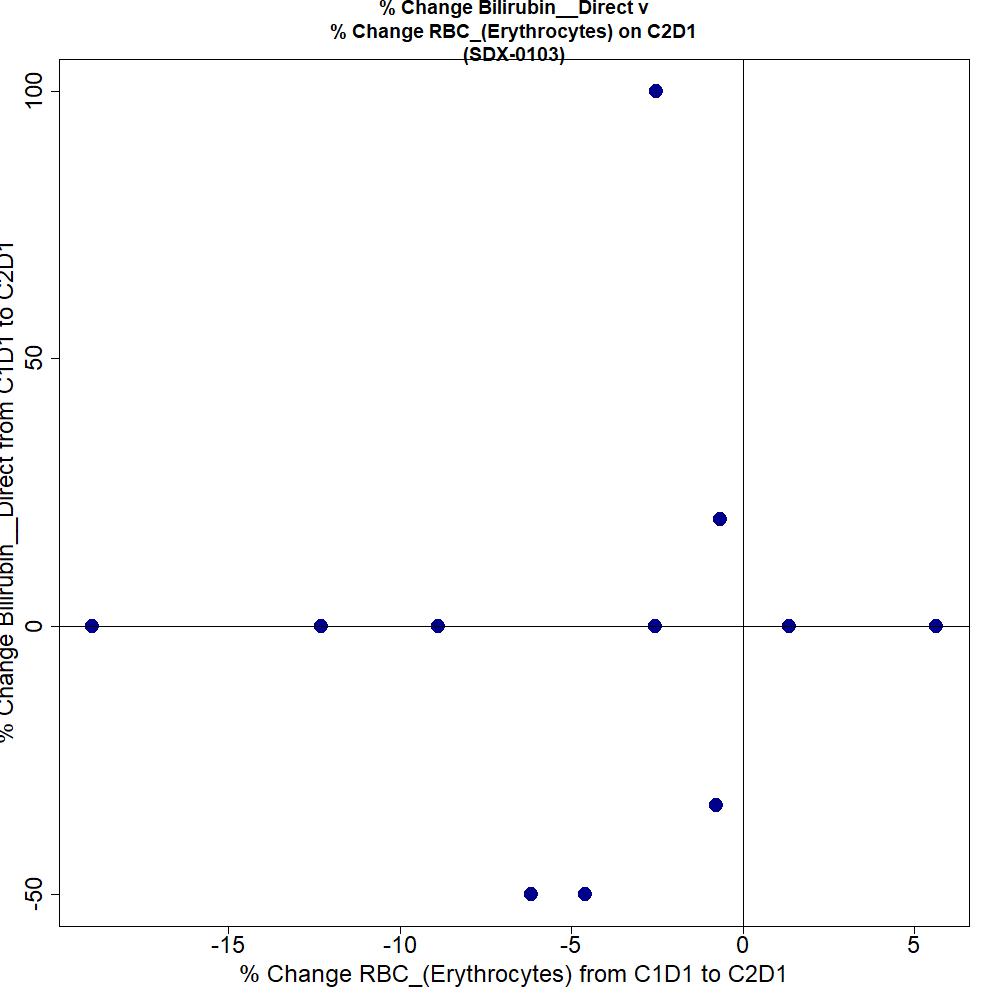 % Change Bilirubin__Direct v
% Change RBC_(Erythrocytes) on C2D1
(SDX-0103)
% Change Bilirubin__Direct from C1D1 to C2D1
100
50
0
-50
-15
-10
-5
0
5
% Change RBC_(Erythrocytes) from C1D1 to C2D1